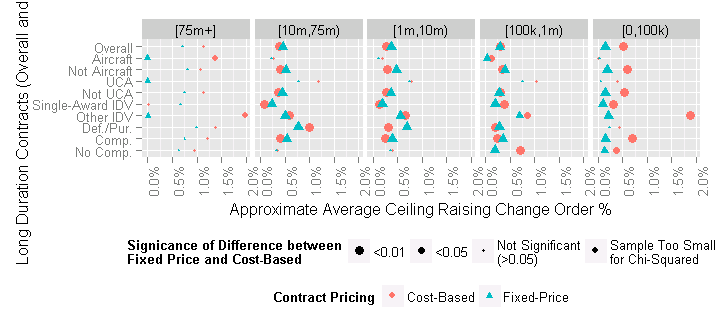 Long Duration Contracts (Overall and
[75m+] [10m,75m) [1m,10m) [100k,1m) [0,100k)
Overall
Aircraft
Not Aircraft
UCA
Not UCA
Single-Award IDV
Other IDV
Def./Pur.
Comp.
No Comp.
0.0% 0.5% 1.0% 1.5% 2.0% 0.0% 0.5% 1.0% 1.5% 2.0% 0.0% 0.5% 1.0% 1.5% 2.0% 0.0% 0.5% 1.0% 1.5% 2.0% 0.0% 0.5% 1.0% 1.5% 2.0%
Approximate Average Ceiling Raising Change Order %
Signicance of Difference between
Fixed Price and Cost-Based
<0.01
<0.05
Not Significant
(>0.05)
Sample Too Small
for Chi-Squared
Contract Pricing
Cost-Based
Fixed-Price